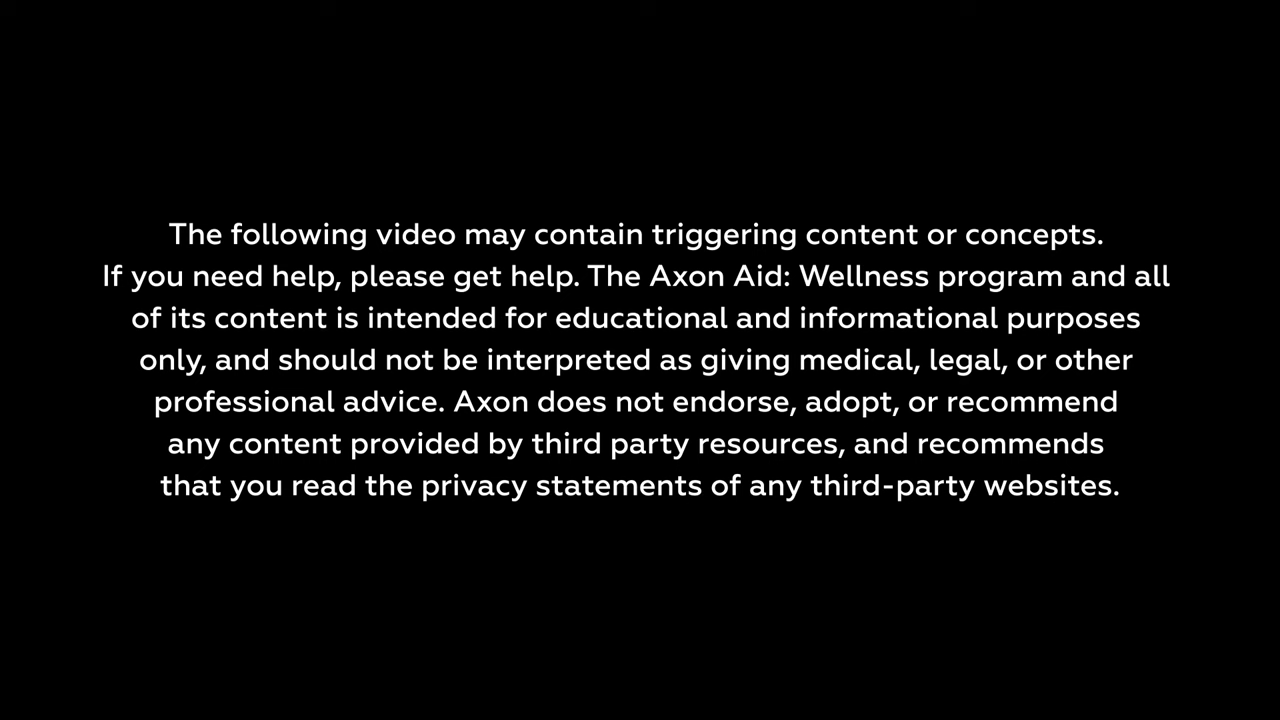 The following video may contain triggering content or concepts.
If you need help, please get help. The Axon Aid: Wellness program and all
of its content is intended for educational and informational purposes
only, and should not be interpreted as giving medical, legal, or other
professional advice. Axon does not endorse, adopt, or recommend
any content provided by third party resources, and recommends
that you read the privacy statements of any third-party websites.